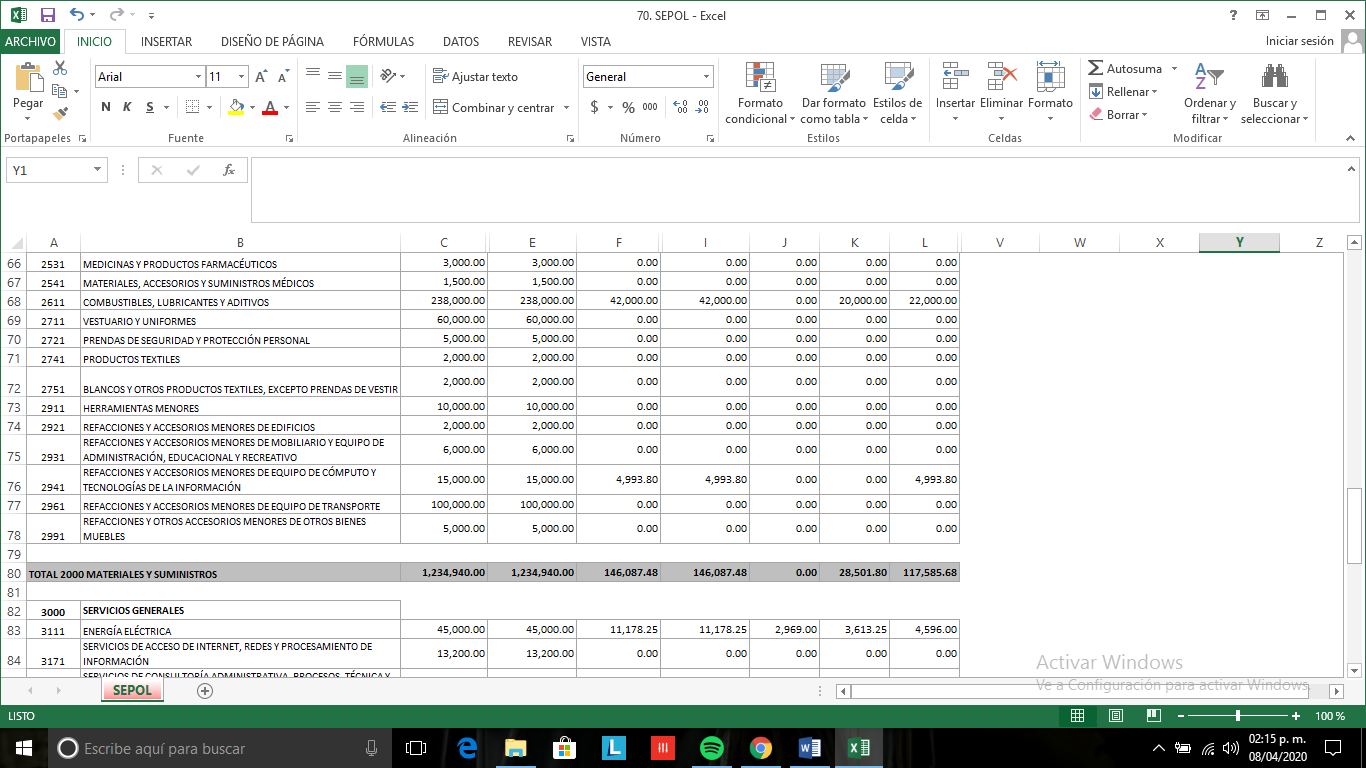 70. SEPOL - Excel
ARCHIVO INICIO INSERTAR DISEÑO DE PÁGINA FÓRMULAS DATOS REVISAR VISTA Iniciar sesión
Arial 11 Ajustar texto General Autosuma
Pegar N K S Combinar y centrar $ % 000 Formato condicional Dar formato como tabla Estilos de celda Insertar Eliminar Formato Rellenar Borrar Ordenar y filtrar Buscar y seleccionar
Portapapeles Fuente Alineación Número Estilos Celdas Modificar
Y1 fx
A B C E F I J K L V W X Y Z
66 2531 MEDICINAS Y PRODUCTOS FARMACÉUTICOS 3,000.00 3,000.00 0.00 0.00 0.00 0.00 0.00
67 2541 MATERIALES, ACCESORIOS Y SUMINISTROS MÉDICOS 1,500.00 1,500.00 0.00 0.00 0.00 0.00 0.00
68 2611 COMBUSTIBLES, LUBRICANTES Y ADITIVOS 238,000.00 238,000.00 42,000.00 42,000.00 0.00 20,000.00 22,000.00
69 2711 VESTUARIO Y UNIFORMES 60,000.00 60,000.00 0.00 0.00 0.00 0.00 0.00
70 2721 PRENDAS DE SEGURIDAD Y PROTECCIÓN PERSONAL 5,000.00 5,000.00 0.00 0.00 0.00 0.00 0.00
71 2741 PRODUCTOS TEXTILES 2,000.00 2,000.00 0.00 0.00 0.00 0.00 0.00
72 2751 BLANCOS Y OTROS PRODUCTOS TEXTILES, EXCEPTO PRENDAS DE VESTIR 2,000.00 2,000.00 0.00 0.00 0.00 0.00 0.00
73 2911 HERRAMIENTAS MENORES 10,000.00 10,000.00 0.00 0.00 0.00 0.00 0.00
74 2921 REFACCIONES Y ACCESORIOS MENORES DE EDIFICIOS 2,000.00 2,000.00 0.00 0.00 0.00 0.00 0.00
REFACCIONES Y ACCESORIOS MENORES DE MOBILIARIO Y EQUIPO DE
75 2931 ADMINISTRACIÓN, EDUCACIONAL Y RECREATIVO 6,000.00 6,000.00 0.00 0.00 0.00 0.00 0.00
REFACCIONES Y ACCESORIOS MENORES DE EQUIPO DE CÓMPUTO Y
76 2941 TECNOLOGÍAS DE LA INFORMACIÓN 15,000.00 15,000.00 4,993.80 4,993.80 0.00 0.00 4,993.80
77 2961 REFACCIONES Y ACCESORIOS MENORES DE EQUIPO DE TRANSPORTE 100,000.00 100,000.00 0.00 0.00 0.00 0.00 0.00
REFACCIONES Y OTROS ACCESORIOS MENORES DE OTROS BIENES
78 2991 MUEBLES 5,000.00 5,000.00 0.00 0.00 0.00 0.00 0.00
79
80 TOTAL 2000 MATERIALES Y SUMINISTROS 1,234,940.00 1,234,940.00 146,087.48 146,087.48 0.00 28,501.80 117,585.68
81
82 3000 SERVICIOS GENERALES
83 3111 ENERGÍA ELÉCTRICA 45,000.00 45,000.00 11,178.25 11,178.25 2,969.00 3,613.25 4,596.00
SERVICIOS DE ACCESO DE INTERNET, REDES Y PROCESAMIENTO DE
84 3171 INFORMACIÓN 13,200.00 13,200.00 0.00 0.00 0.00 0.00 0.00
SERVICIOS DE CONSULTORÍA ADMINISTRATIVA, PROCESOS, TÉCNICA Y
Activar Windows
Ve a Configuración para activar Windows.
SEPOL
LISTO 100 %
Escribe aquí para buscar 02:15 p. m.
08/04/2020